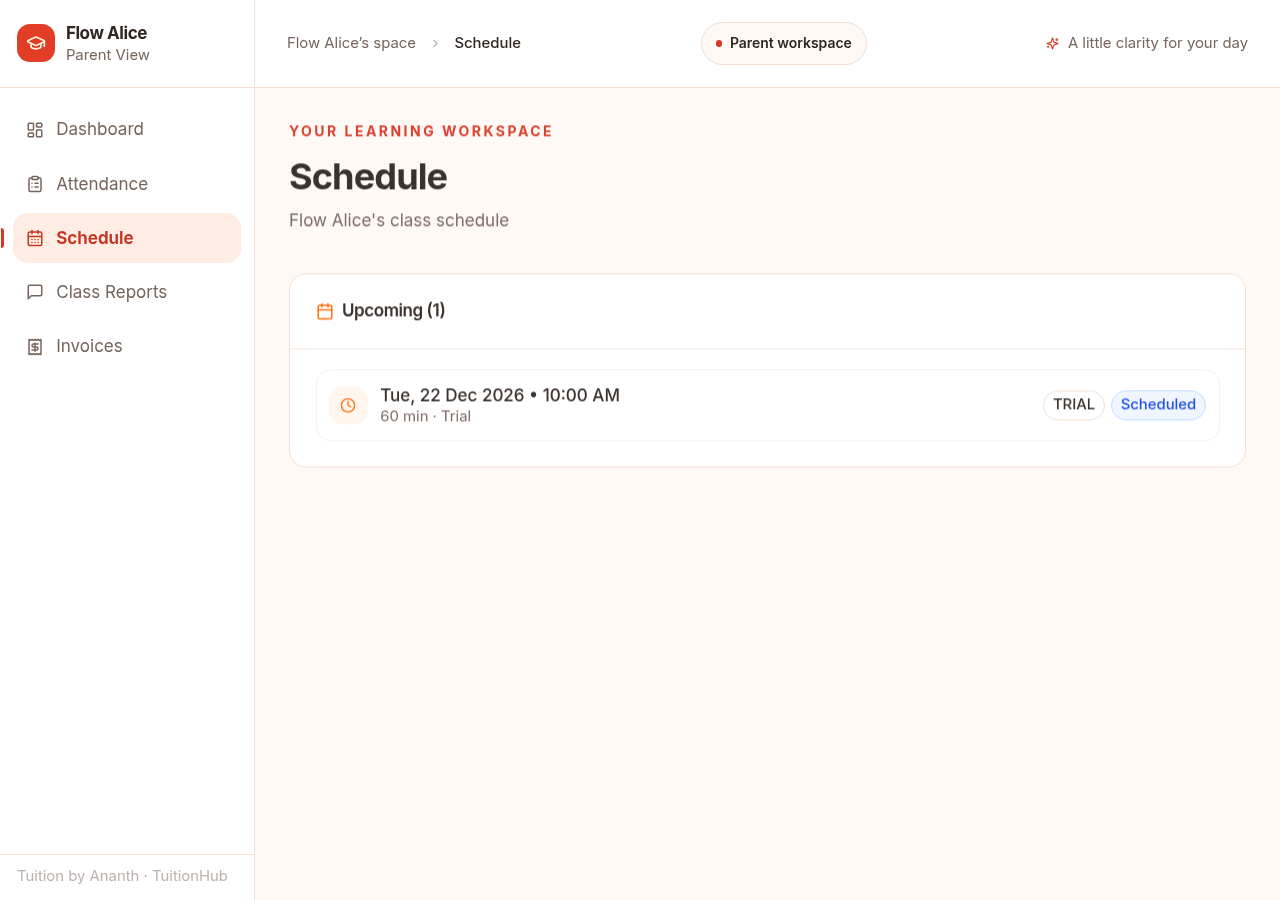 Flow Alice
Parent View
Flow Alice’s space
Schedule
Parent workspace
A little clarity for your day
Dashboard
Attendance
Schedule
Class Reports
Invoices
YOUR LEARNING WORKSPACE
Schedule
Flow Alice's class schedule
Upcoming (1)
Tue, 22 Dec 2026 • 10:00 AM
60 min · Trial
TRIAL
Scheduled
Tuition by Ananth · TuitionHub